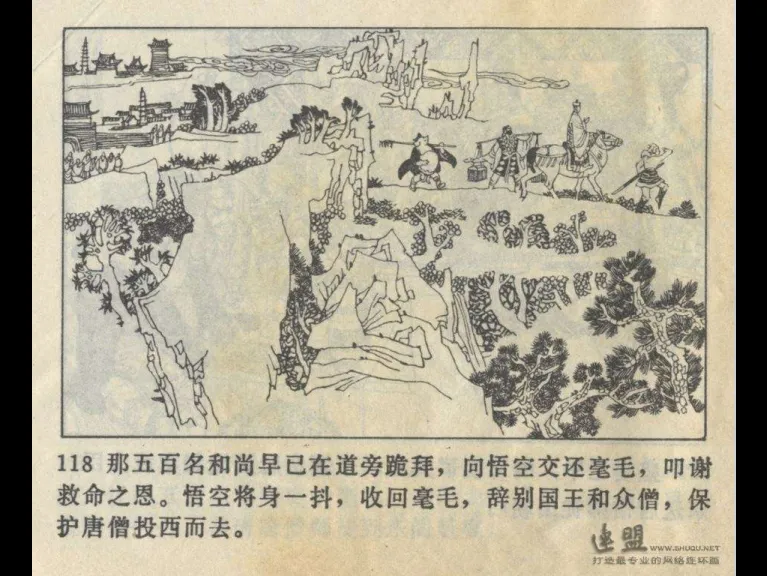 118 那五百名和尚早已在道旁跪拜，向悟空交还毫毛，叩谢
救命之恩。悟空将身一抖，收回毫毛，辞别国王和众僧，保
护唐僧投西而去。
连盟 WWW.SHUQU.NET
打造最专业的网络连环画